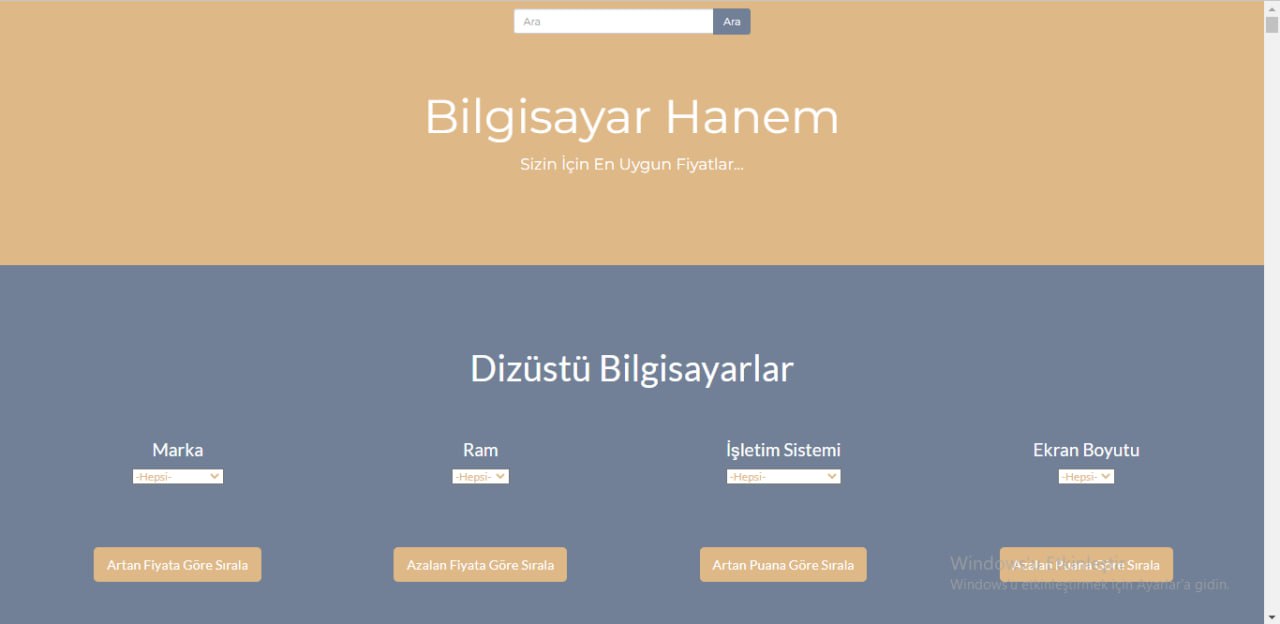 Ara Ara
Bilgisayar Hanem
Sizin İçin En Uygun Fiyatlar...
Dizüstü Bilgisayarlar
Marka Ram İşletim Sistemi Ekran Boyutu
-Hepsi- -Hepsi- -Hepsi- -Hepsi-
Artan Fiyata Göre Sırala Azalan Fiyata Göre Sırala Artan Puana Göre Sırala Azalan Puana Göre Sırala
Windows'u Etkinleştir
Windows'u etkinleştirmek için Ayarlar'a gidin.